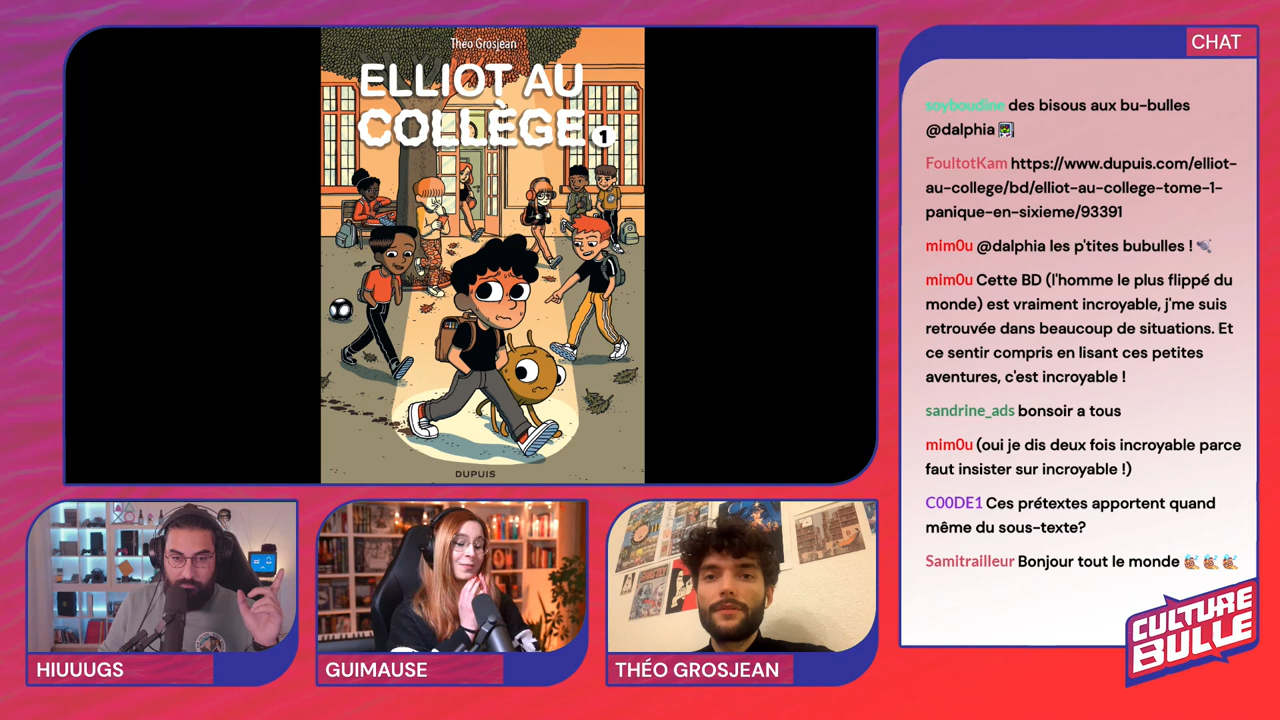 Théo Grosjean
ELLIOT AU
COLLÈGE 1
DUPUIS
HIUUUGS
GUIMAUSE
THÉO GROSJEAN
CHAT
soyboudine des bisous aux bu-bulles
@dalphia
FoultotKam https://www.dupuis.com/elliot-
au-college/bd/elliot-au-college-tome-1-
panique-en-sixieme/93391
mim0u @dalphia les p'tites bubulles !
mim0u Cette BD (l'homme le plus flippé du
monde) est vraiment incroyable, j'me suis
retrouvée dans beaucoup de situations. Et
ce sentir compris en lisant ces petites
aventures, c'est incroyable !
sandrine_ads bonsoir a tous
mim0u (oui je dis deux fois incroyable parce
faut insister sur incroyable !)
C00DE1 Ces prétextes apportent quand
même du sous-texte?
Samitrailleur Bonjour tout le monde
CULTURE
BULLE